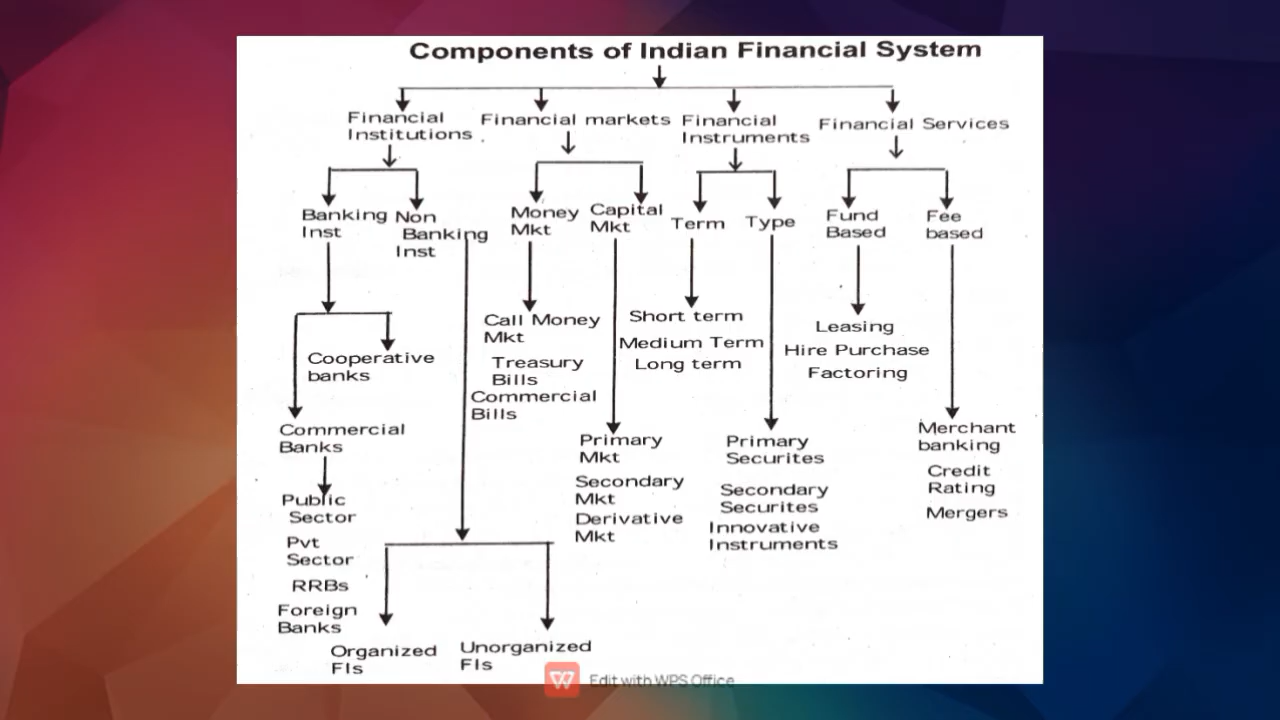 Components of Indian Financial System
Financial
Institutions
Financial markets
Financial
Instruments
Financial Services
Banking
Inst
Non
Banking
Inst
Money
Mkt
Capital
Mkt
Term
Type
Fund
Based
Fee
based
Cooperative
banks
Commercial
Banks
Public
Sector
Pvt
Sector
RRBs
Foreign
Banks
Organized
FIs
Unorganized
FIs
Call Money
Mkt
Treasury
Bills
Commercial
Bills
Primary
Mkt
Secondary
Mkt
Derivative
Mkt
Short term
Medium Term
Long term
Primary
Securites
Secondary
Securites
Innovative
Instruments
Leasing
Hire Purchase
Factoring
Merchant
banking
Credit
Rating
Mergers
Edit with WPS Office